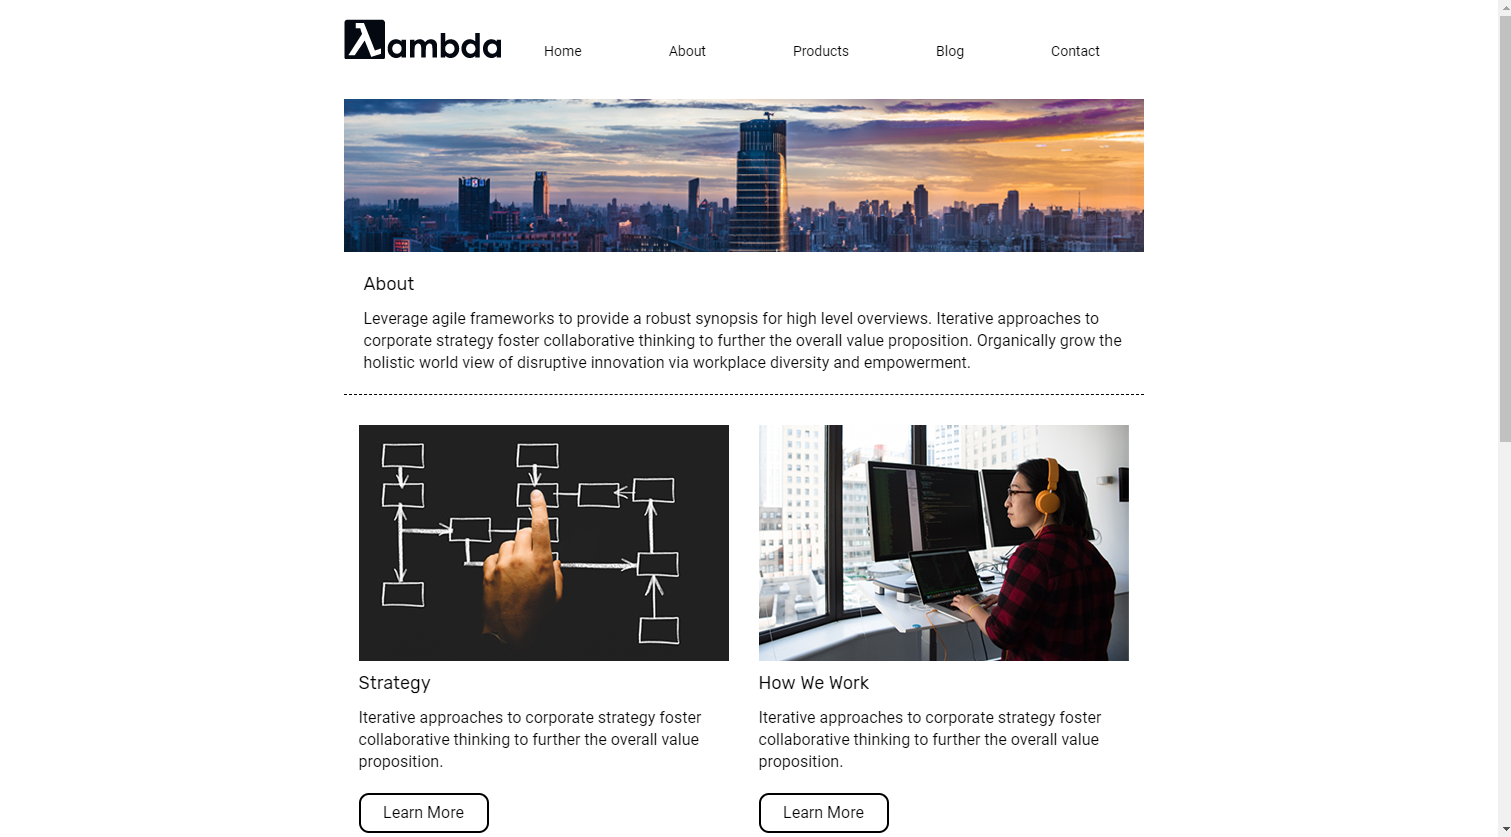 λambda
Home
About
Products
Blog
Contact
About
Leverage agile frameworks to provide a robust synopsis for high level overviews. Iterative approaches to
corporate strategy foster collaborative thinking to further the overall value proposition. Organically grow the
holistic world view of disruptive innovation via workplace diversity and empowerment.
Strategy
Iterative approaches to corporate strategy foster
collaborative thinking to further the overall value
proposition.
Learn More
How We Work
Iterative approaches to corporate strategy foster
collaborative thinking to further the overall value
proposition.
Learn More